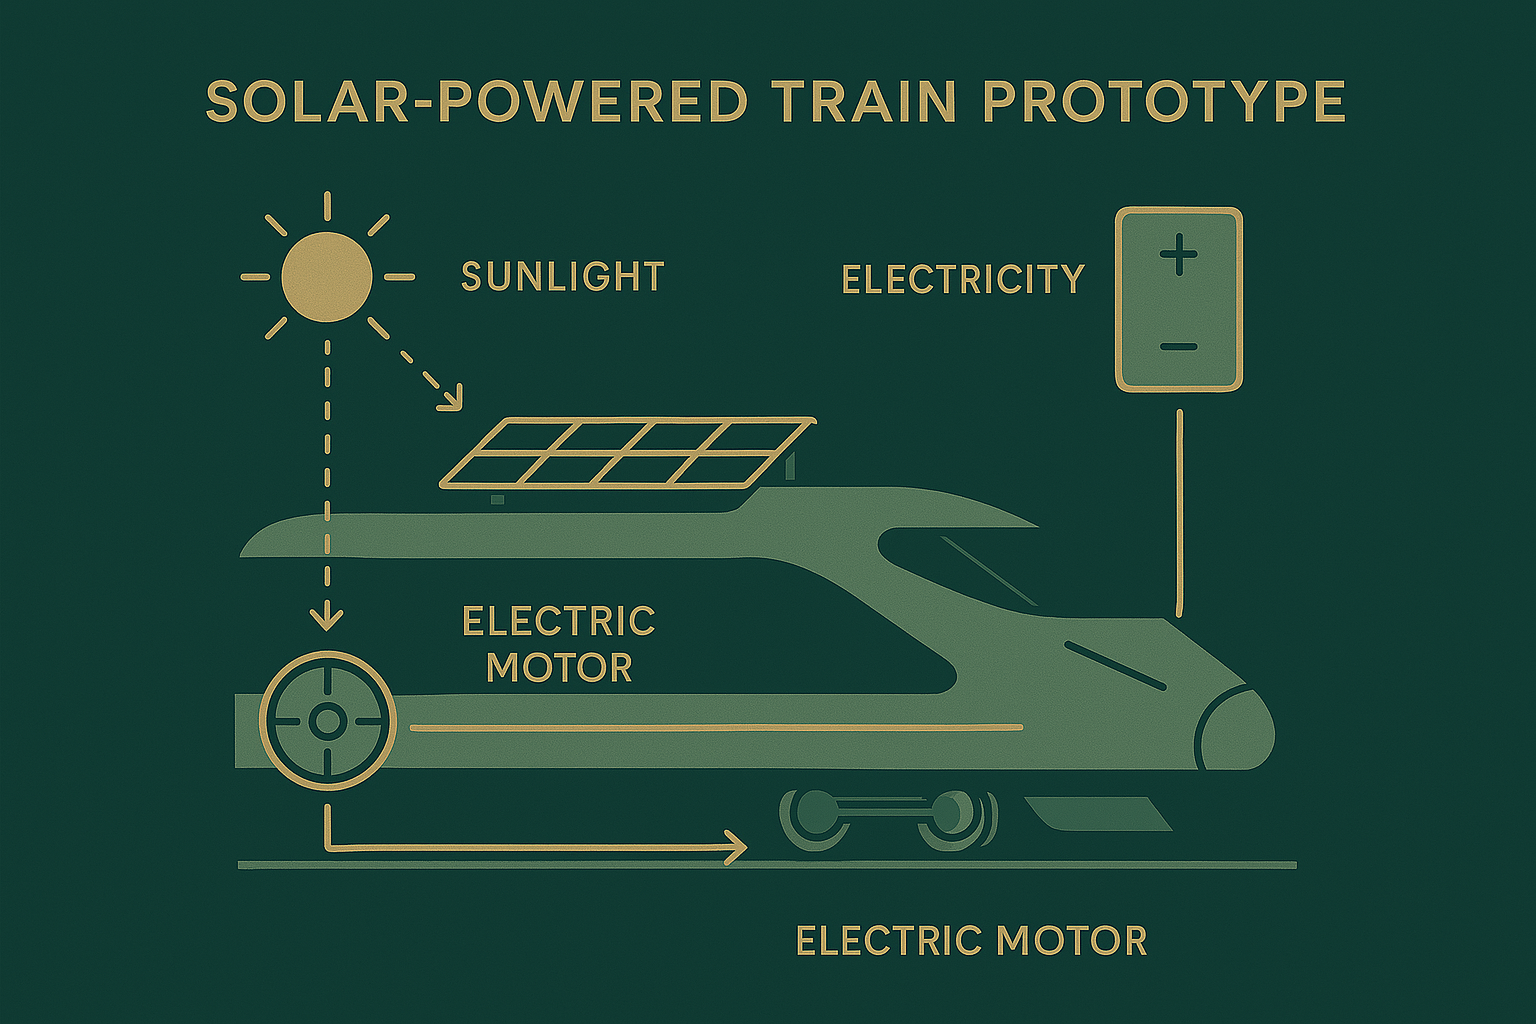 SOLAR-POWERED TRAIN PROTOTYPE
SUNLIGHT
ELECTRICITY
+
−
ELECTRIC
MOTOR
ELECTRIC MOTOR